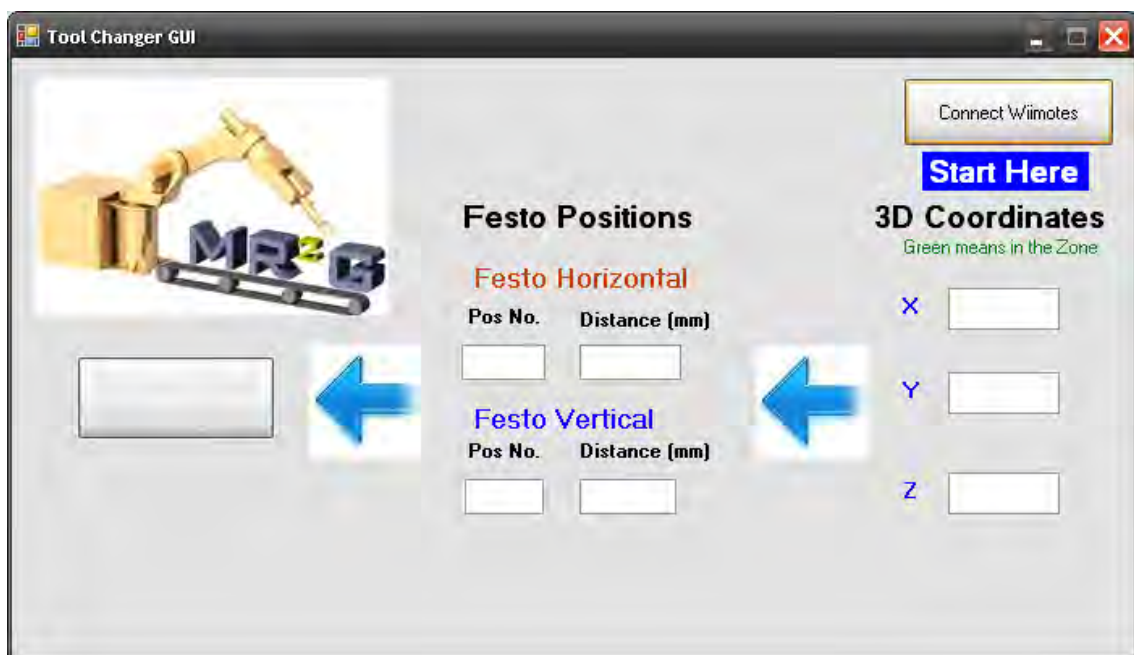 Tool Changer GUI
MR²G
Connect Wiimotes
Start Here
Festo Positions
3D Coordinates
Green means in the Zone
Festo Horizontal
Pos No. Distance (mm)
X
Y
Festo Vertical
Pos No. Distance (mm)
Z